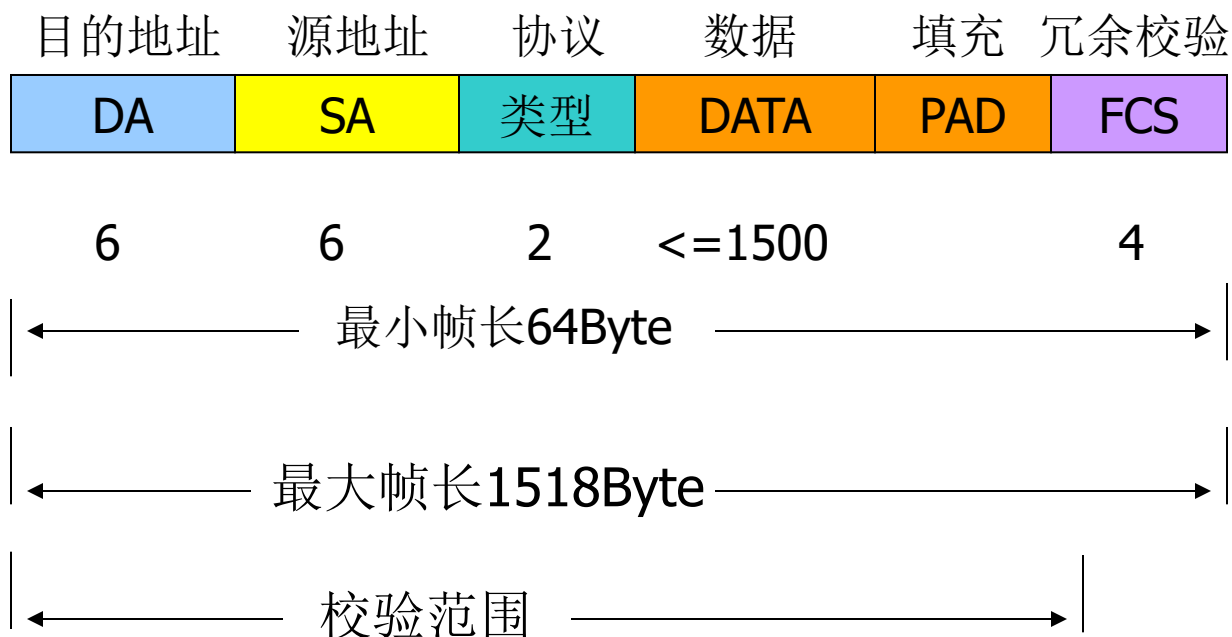 目的地址 源地址 协议 数据 填充 冗余校验
DA SA 类型 DATA PAD FCS
6 6 2 <=1500 4
最小帧长64Byte
最大帧长1518Byte
校验范围